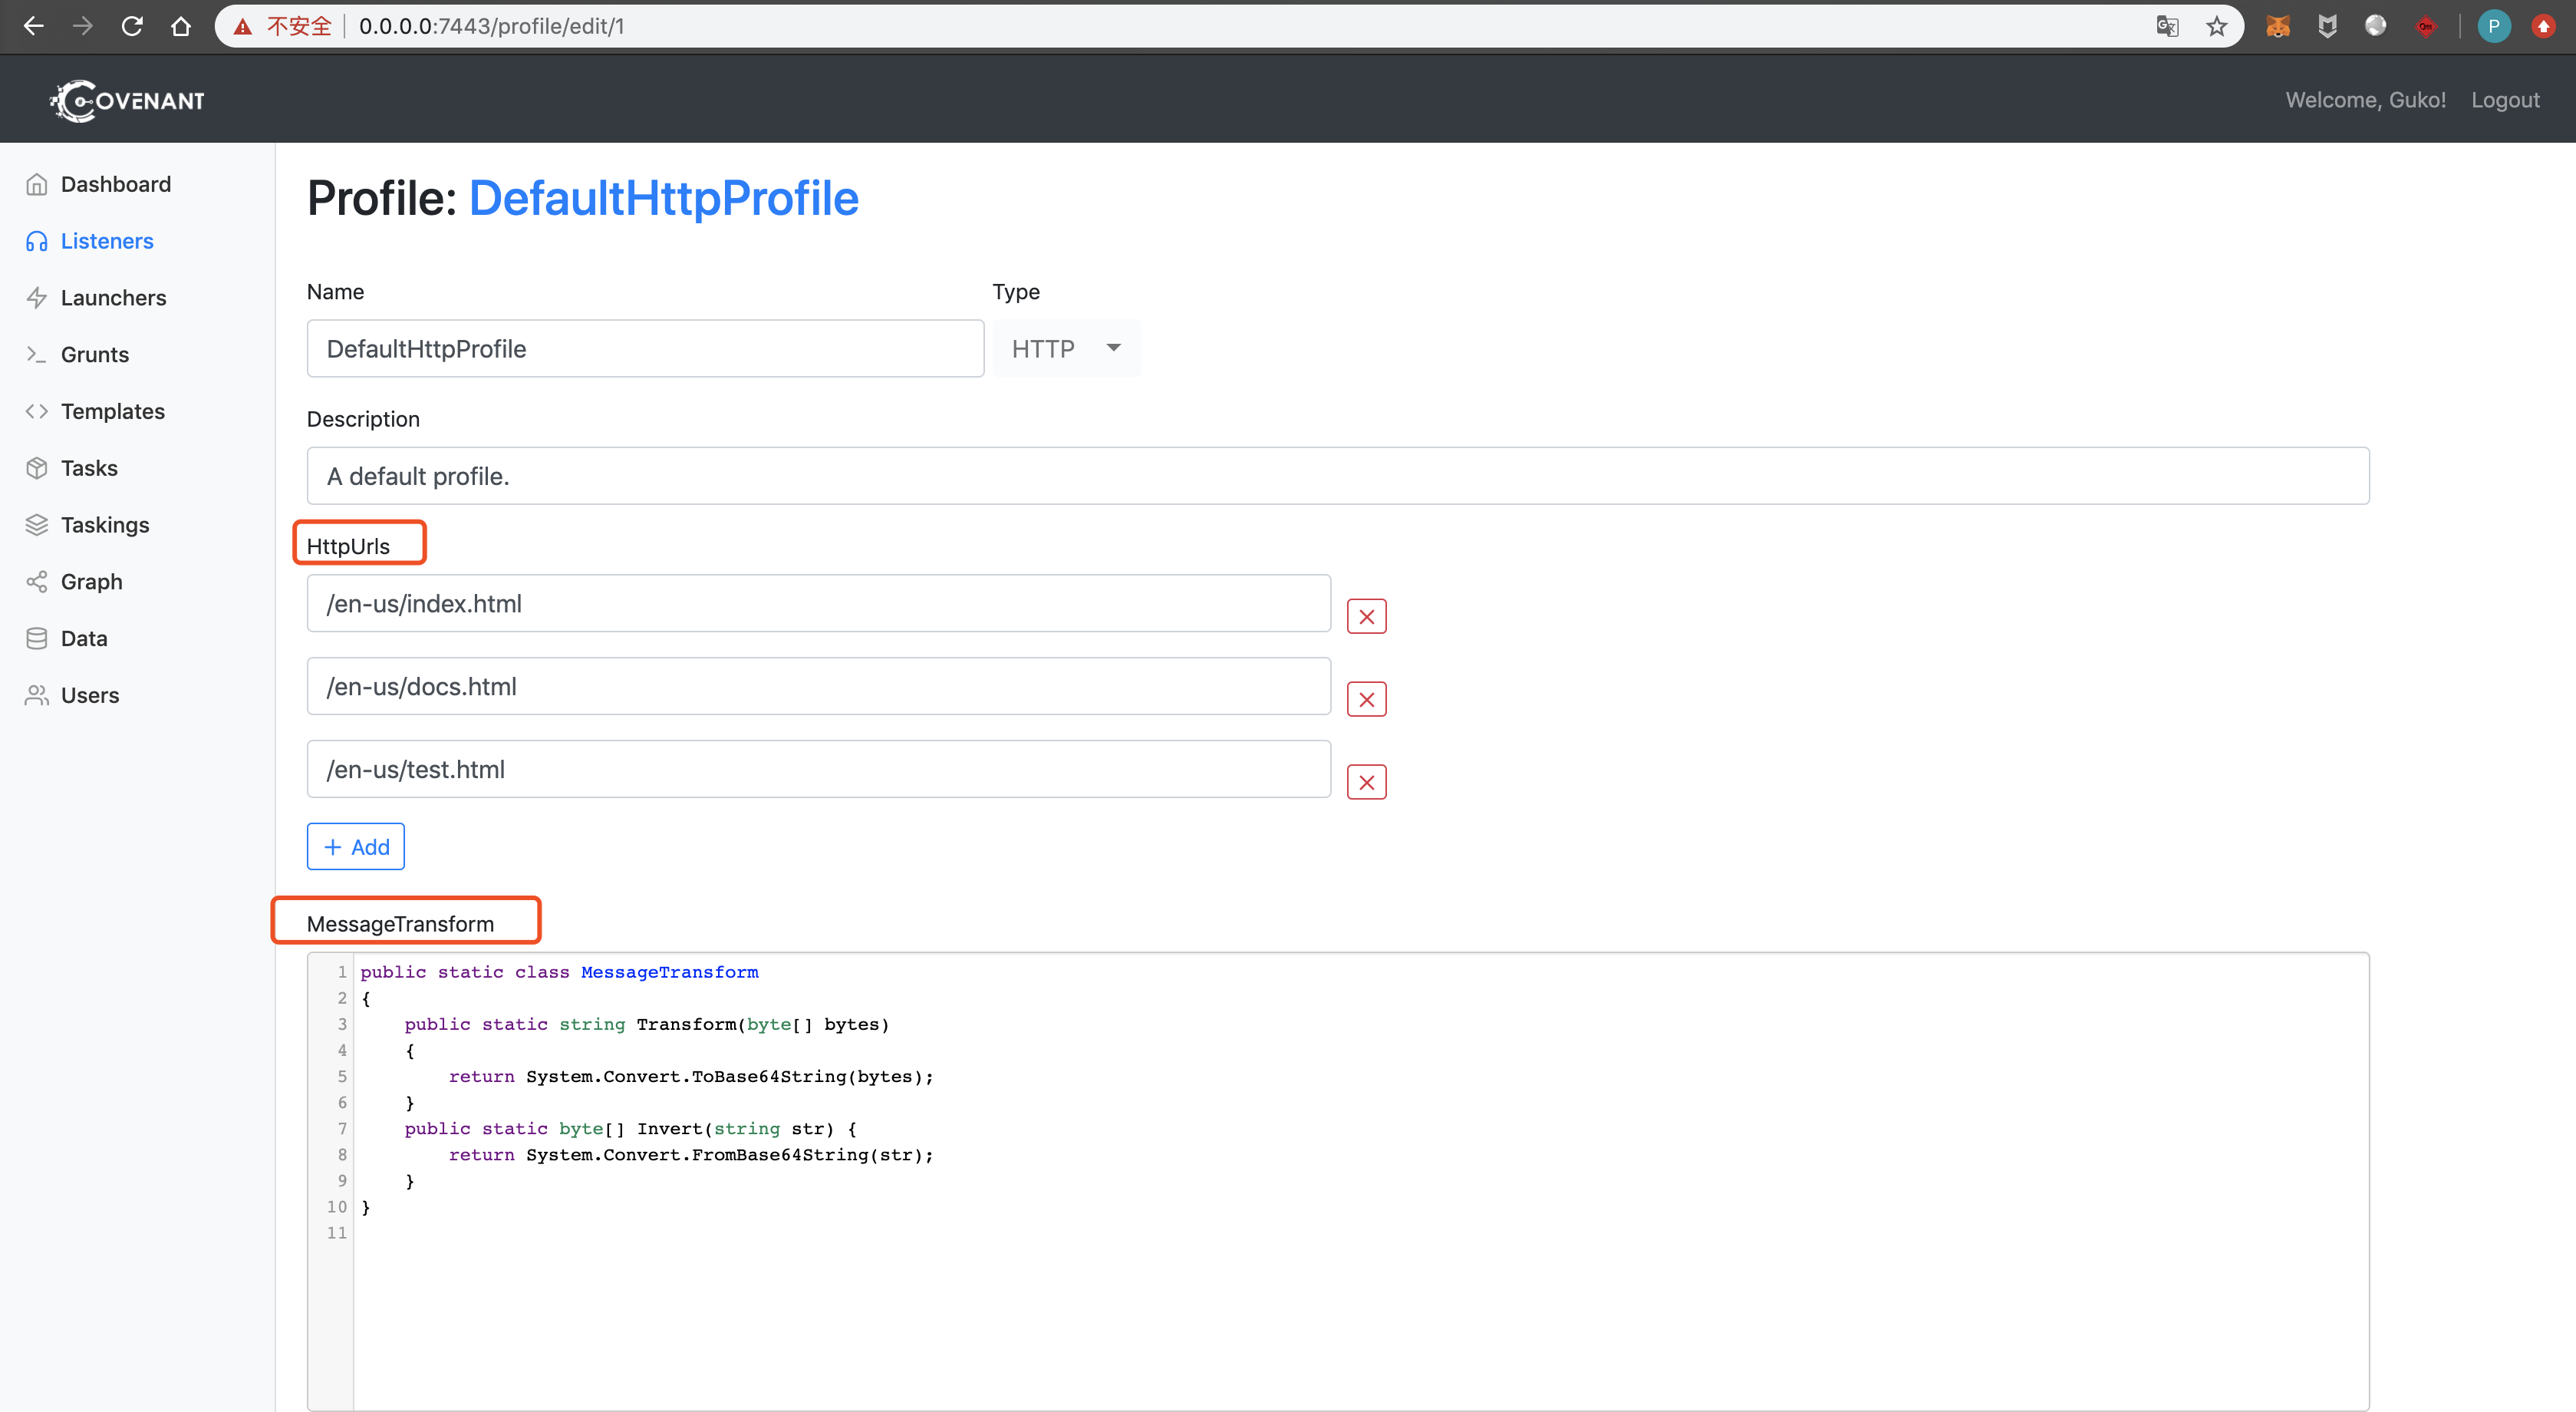 不安全 0.0.0.0:7443/profile/edit/1
P
COVENANT
Welcome, Guko! Logout
Dashboard
Listeners
Launchers
Grunts
Templates
Tasks
Taskings
Graph
Data
Users
Profile: DefaultHttpProfile
Name Type
DefaultHttpProfile HTTP
Description
A default profile.
HttpUrls
/en-us/index.html
/en-us/docs.html
/en-us/test.html
+ Add
MessageTransform
1 public static class MessageTransform
2 {
3     public static string Transform(byte[] bytes)
4     {
5         return System.Convert.ToBase64String(bytes);
6     }
7     public static byte[] Invert(string str) {
8         return System.Convert.FromBase64String(str);
9     }
10 }
11